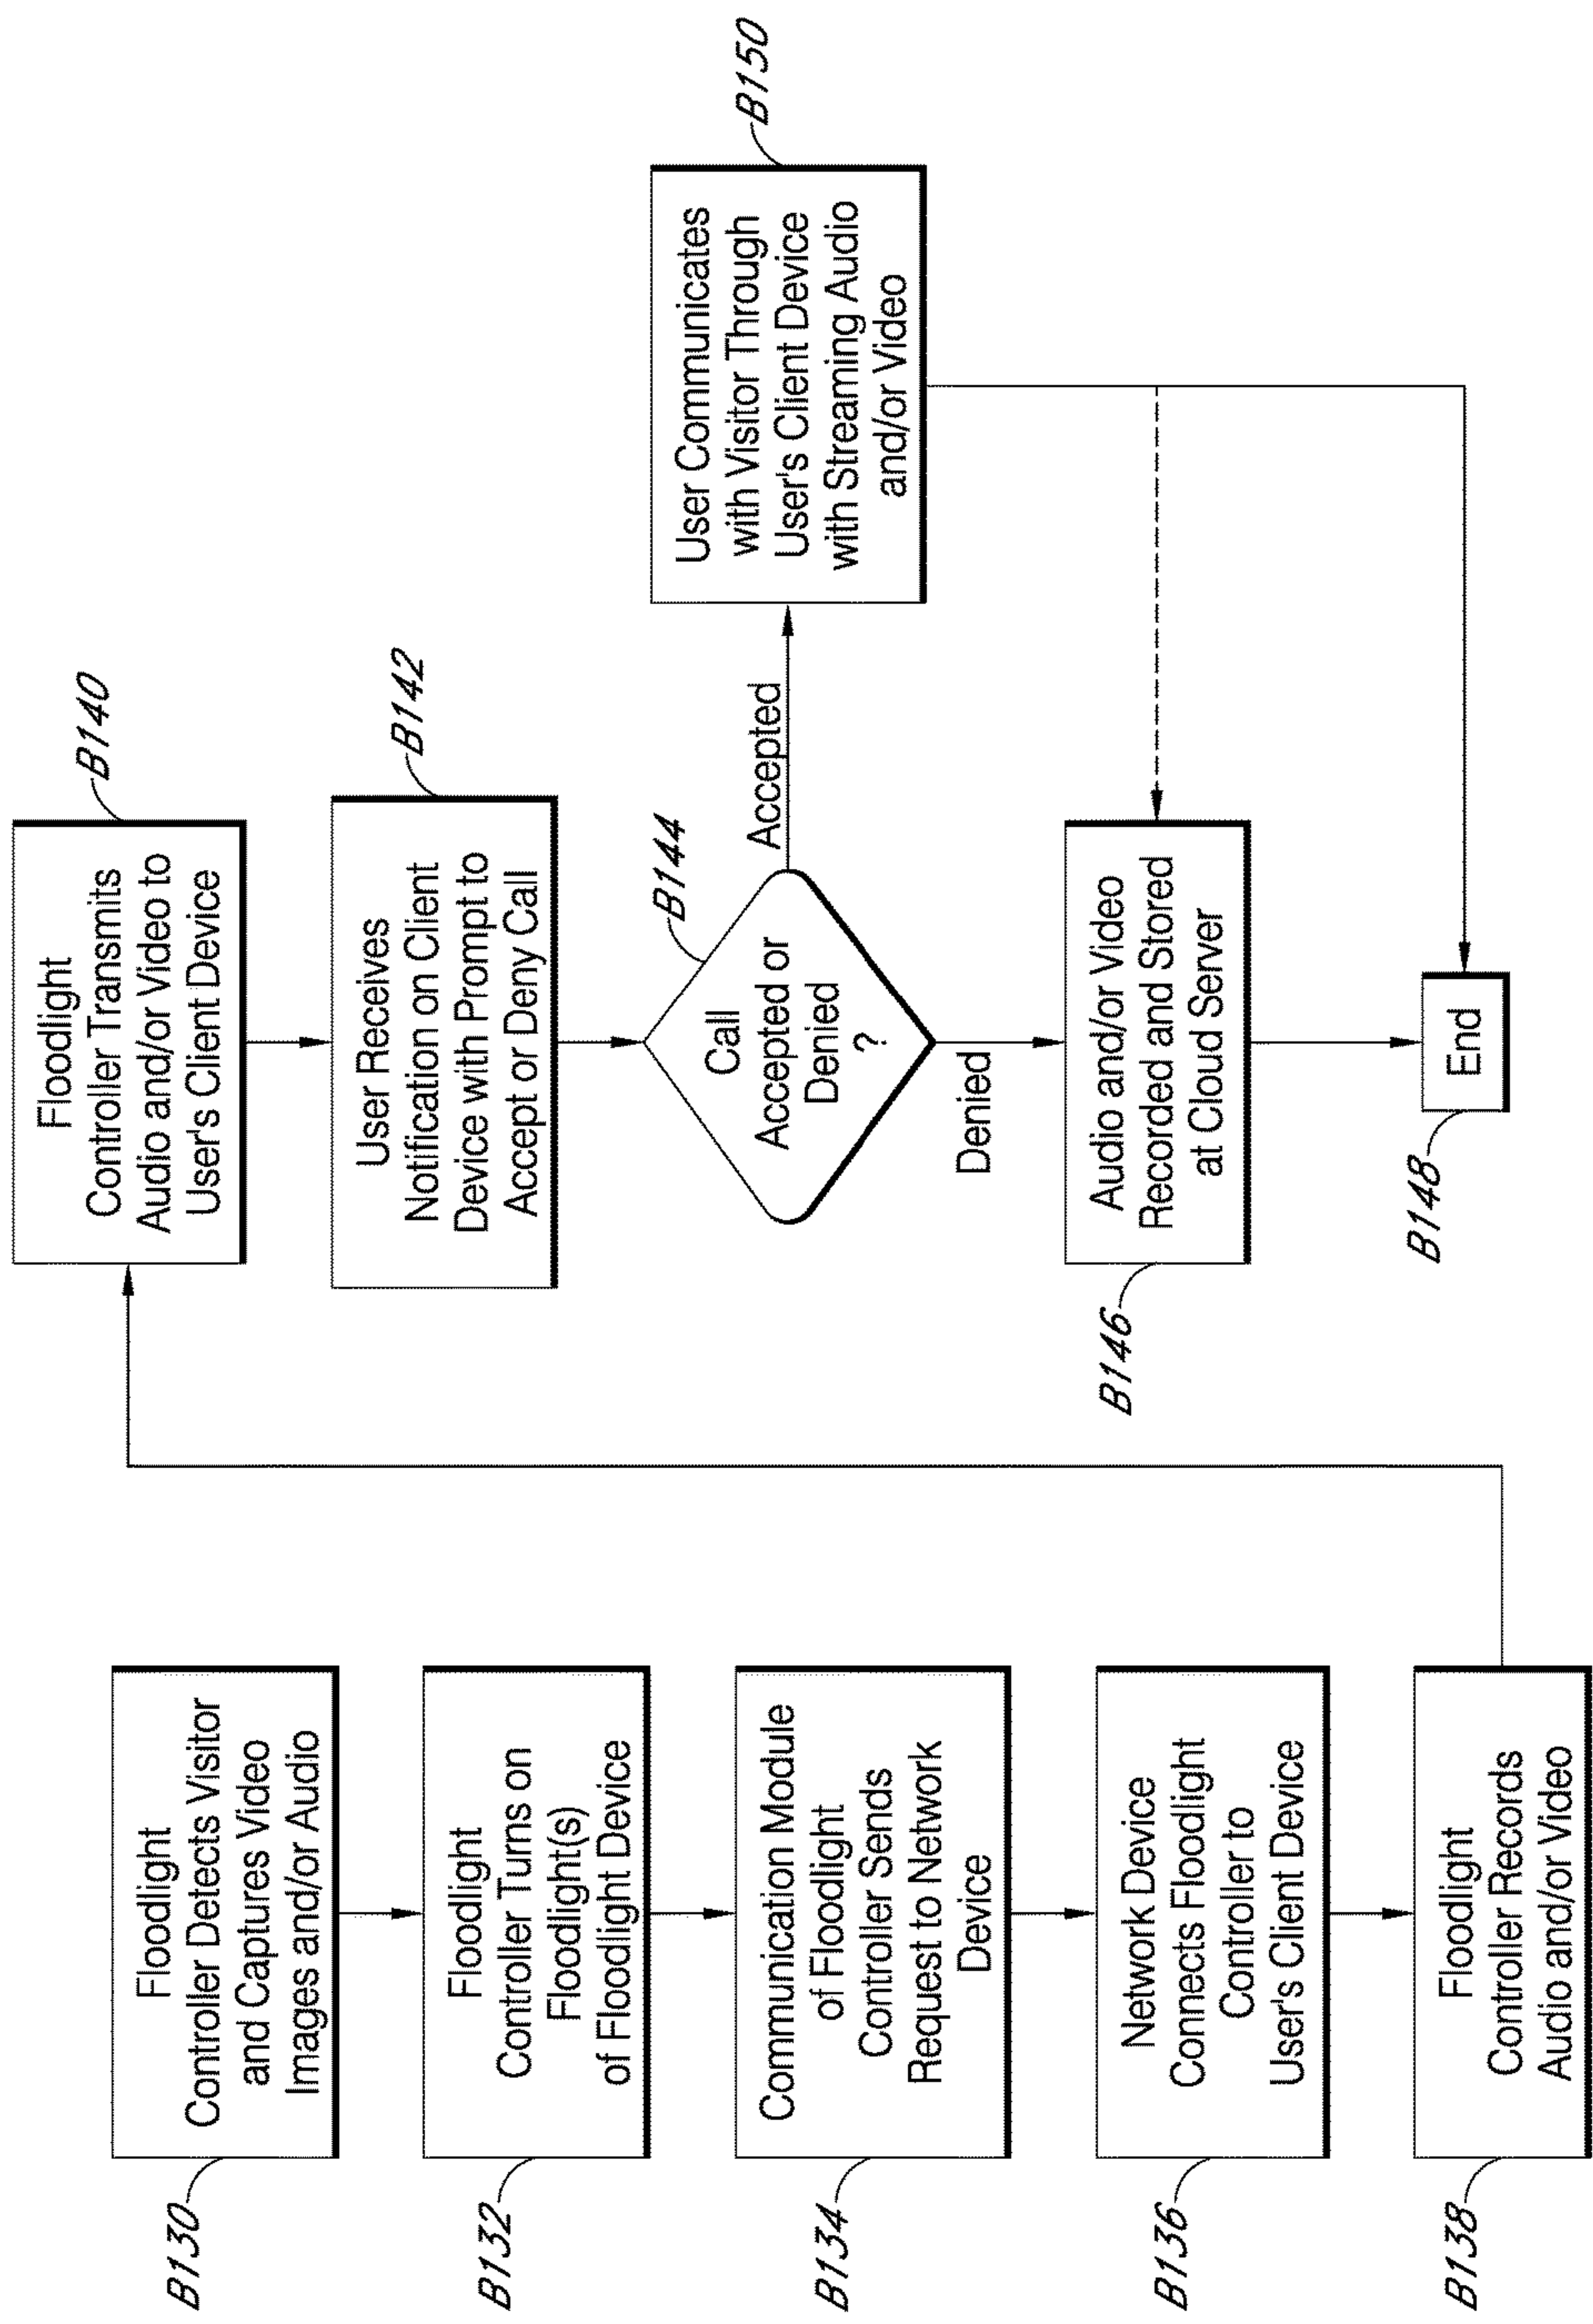 B130
Floodlight
Controller Detects Visitor
and Captures Video
Images and/or Audio
B132
Floodlight
Controller Turns on
Floodlight(s)
of Floodlight Device
B134
Communication Module
of Floodlight
Controller Sends
Request to Network
Device
B136
Network Device
Connects Floodlight
Controller to
User's Client Device
B138
Floodlight
Controller Records
Audio and/or Video
B140
Floodlight
Controller Transmits
Audio and/or Video to
User's Client Device
B142
User Receives
Notification on Client
Device with Prompt to
Accept or Deny Call
B144
Call
Accepted or
Denied
?
Accepted
Denied
B150
User Communicates
with Visitor Through
User's Client Device
with Streaming Audio
and/or Video
B146
Audio and/or Video
Recorded and Stored
at Cloud Server
B148
End